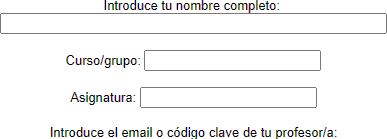 Introduce tu nombre completo:
Curso/grupo:
Asignatura:
Introduce el email o código clave de tu profesor/a: